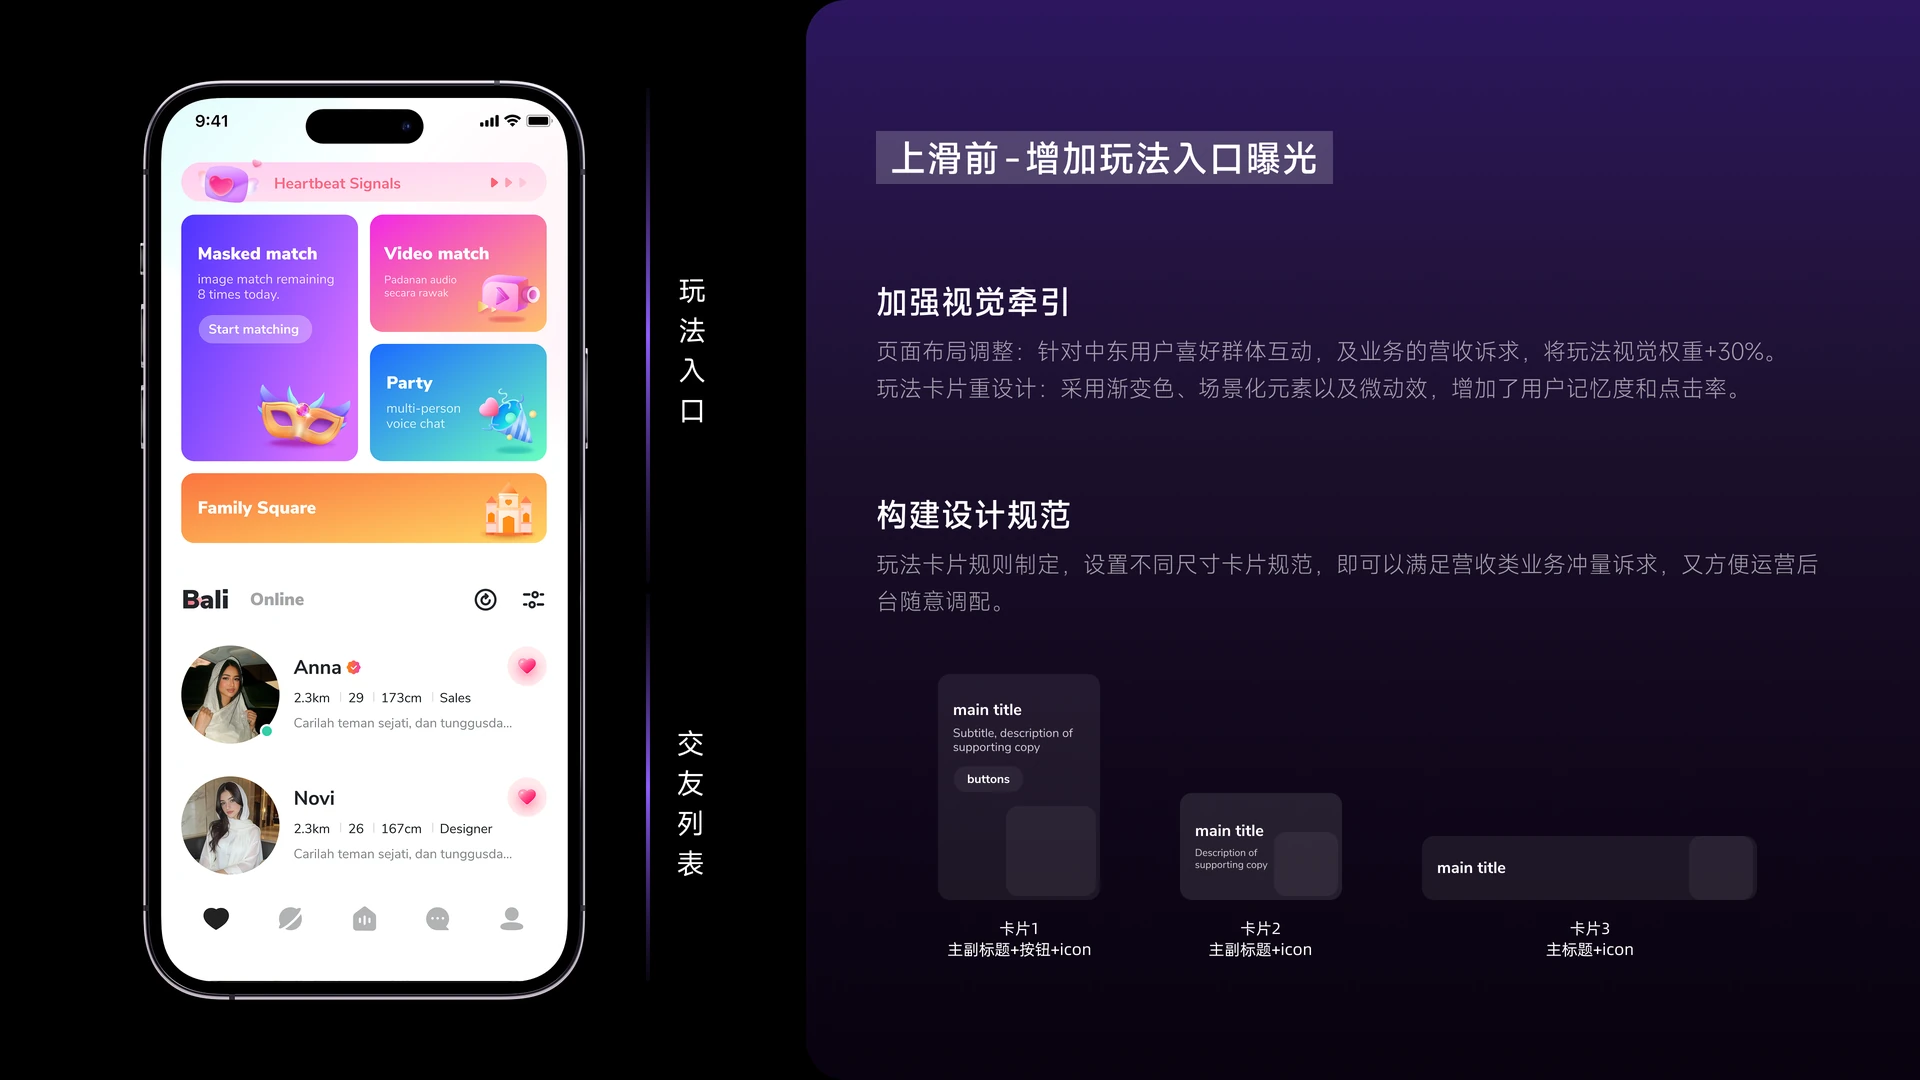 9:41
Heartbeat Signals
Masked match
image match remaining
8 times today.
Start matching
Video match
Padanan audio
secara rawak
Party
multi-person
voice chat
Family Square
Bali Online
Anna
2.3km 29 173cm Sales
Carilah teman sejati, dan tunggusda...
Novi
2.3km 26 167cm Designer
Carilah teman sejati, dan tunggusda...
玩法入口
交友列表
上滑前-增加玩法入口曝光
加强视觉牵引
页面布局调整：针对中东用户喜好群体互动，及业务的营收诉求，将玩法视觉权重+30%。
玩法卡片重设计：采用渐变色、场景化元素以及微动效，增加了用户记忆度和点击率。
构建设计规范
玩法卡片规则制定，设置不同尺寸卡片规范，即可以满足营收类业务冲量诉求，又方便运营后
台随意调配。
main title
Subtitle, description of
supporting copy
buttons
卡片1
主副标题+按钮+icon
main title
Description of
supporting copy
卡片2
主副标题+icon
main title
卡片3
主标题+icon